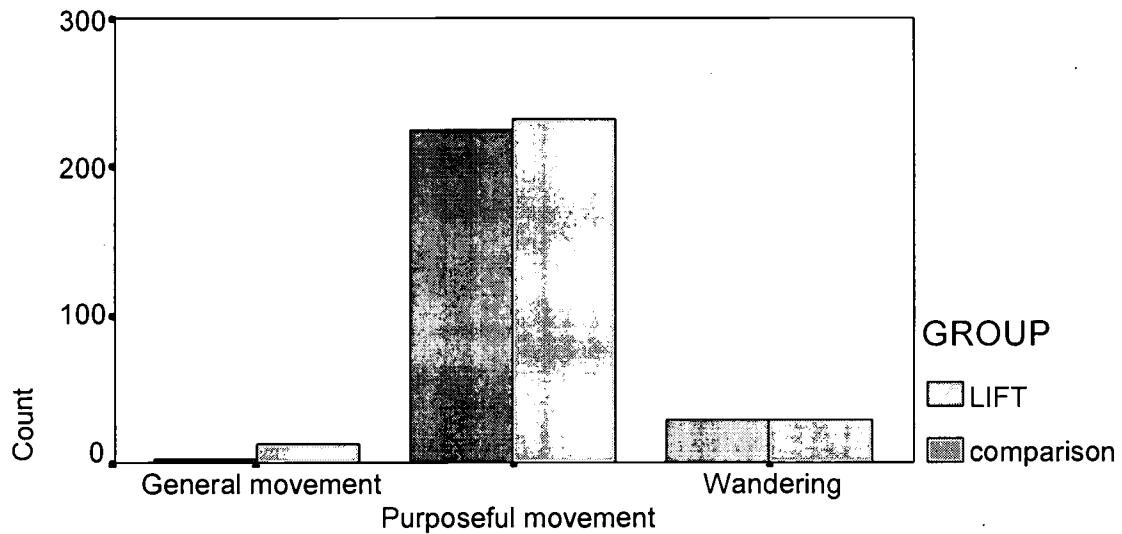 300
200
100
0
Count
General movement
Purposeful movement
Wandering
GROUP
LIFT
comparison